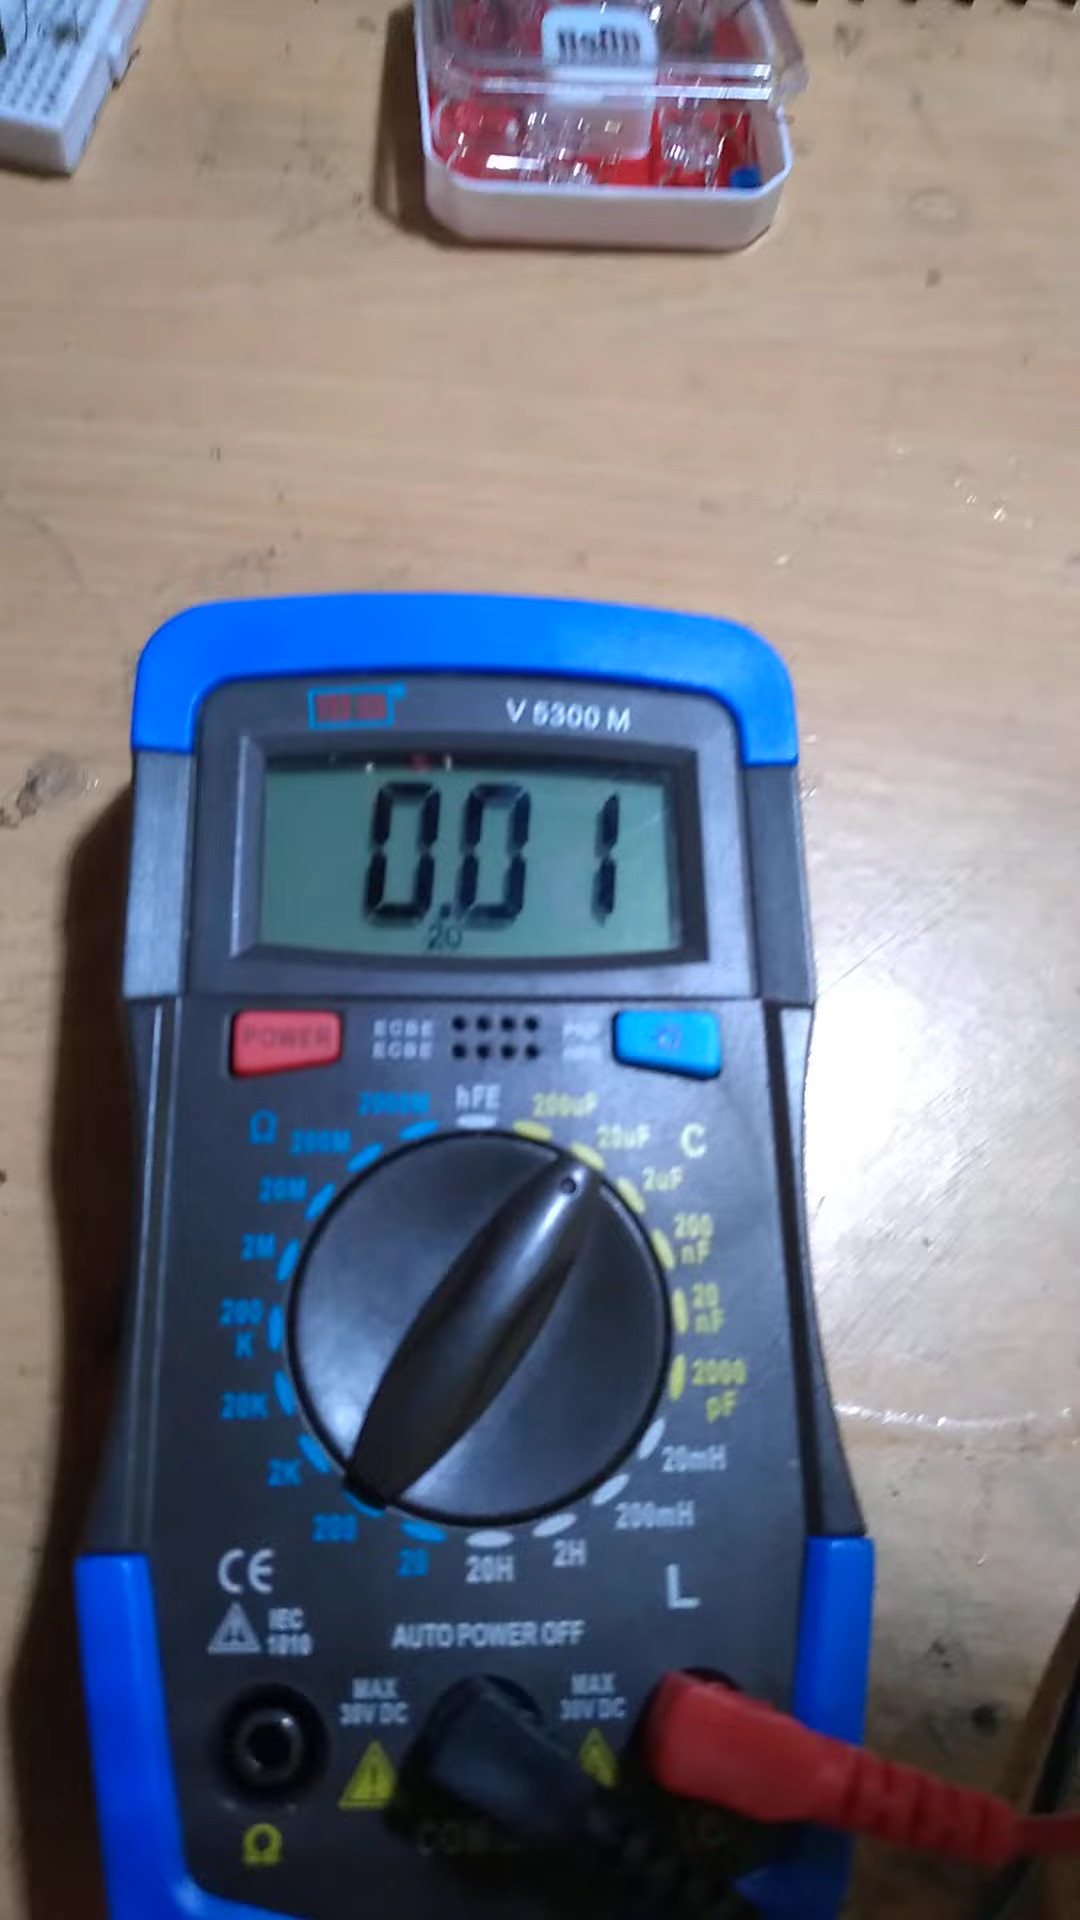 V 5300 M
0.01
20
POWER
ECBE
ECBE
hFE
2000M
200uF
Ω
200M
20uF
C
20M
2uF
2M
200
nF
200
K
20
nF
20K
2000
pF
2K
20mH
200
200mH
20
20H
2H
L
CE
IEC
1010
AUTO POWER OFF
MAX
30V DC
MAX
30V DC
Ω
COM